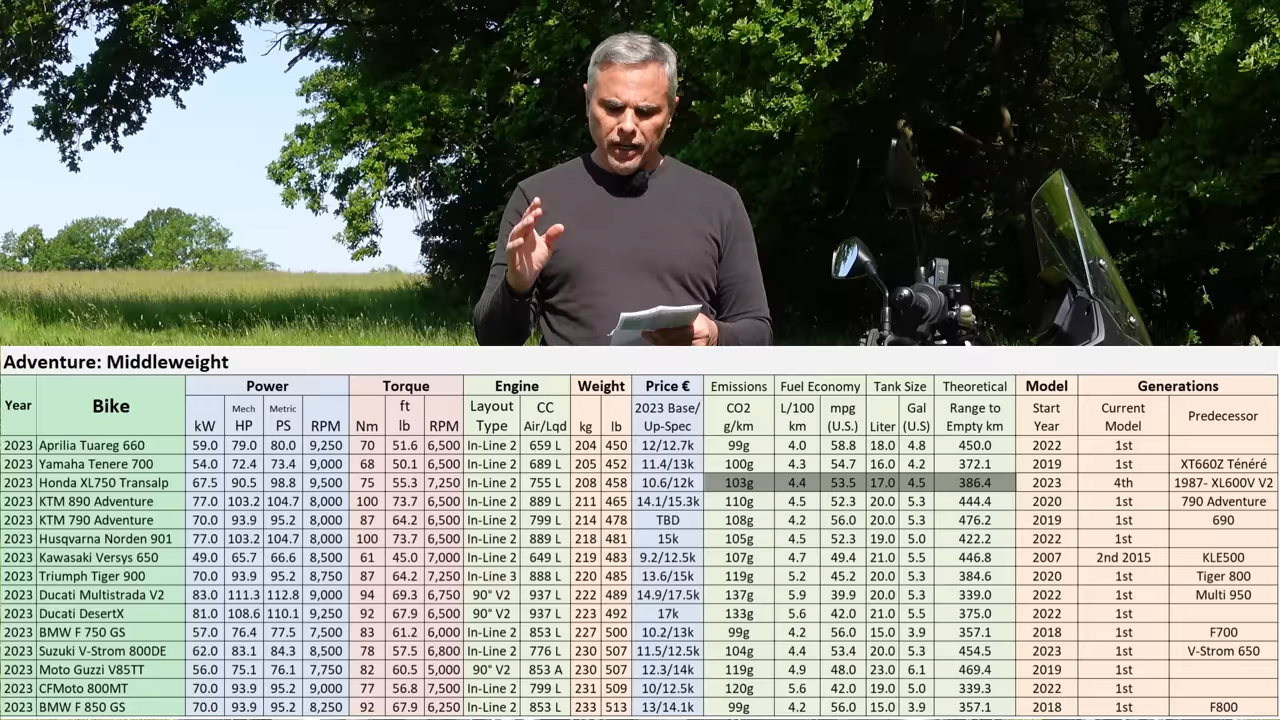 Adventure: Middleweight
Year Bike Power Torque Engine Weight Price € Emissions Fuel Economy Tank Size Theoretical Model Generations
kW Mech HP Metric PS RPM Nm ft lb RPM Layout Type CC Air/Lqd kg lb 2023 Base/ Up-Spec CO2 g/km L/100 km mpg (U.S.) Liter Gal (U.S) Range to Empty km Start Year Current Model Predecessor
2023 Aprilia Tuareg 660 59.0 79.0 80.0 9,250 70 51.6 6,500 In-Line 2 659 L 204 450 12/12.7k 99g 4.0 58.8 18.0 4.8 450.0 2022 1st
2023 Yamaha Tenere 700 54.0 72.4 73.4 9,000 68 50.1 6,500 In-Line 2 689 L 205 452 11.4/13k 100g 4.3 54.7 16.0 4.2 372.1 2019 1st XT660Z Ténéré
2023 Honda XL750 Transalp 67.5 90.5 98.8 9,500 75 55.3 7,250 In-Line 2 755 L 208 458 10.6/12k 103g 4.4 53.5 17.0 4.5 386.4 2023 4th 1987- XL600V V2
2023 KTM 890 Adventure 77.0 103.2 104.7 8,000 100 73.7 6,500 In-Line 2 889 L 211 465 14.1/15.3k 110g 4.5 52.3 20.0 5.3 444.4 2020 1st 790 Adventure
2023 KTM 790 Adventure 70.0 93.9 95.2 8,000 87 64.2 6,500 In-Line 2 799 L 214 478 TBD 108g 4.2 56.0 20.0 5.3 476.2 2019 1st 690
2023 Husqvarna Norden 901 77.0 103.2 104.7 8,000 100 73.7 6,500 In-Line 2 889 L 218 481 15k 105g 4.5 52.3 19.0 5.0 422.2 2022 1st
2023 Kawasaki Versys 650 49.0 65.7 66.6 8,500 61 45.0 7,000 In-Line 2 649 L 219 483 9.2/12.5k 107g 4.7 49.4 21.0 5.5 446.8 2007 2nd 2015 KLE500
2023 Triumph Tiger 900 70.0 93.9 95.2 8,750 87 64.2 7,250 In-Line 3 888 L 220 485 13.6/15k 119g 5.2 45.2 20.0 5.3 384.6 2020 1st Tiger 800
2023 Ducati Multistrada V2 83.0 111.3 112.8 9,000 94 69.3 6,750 90° V2 937 L 222 489 14.9/17.5k 137g 5.9 39.9 20.0 5.3 339.0 2022 1st Multi 950
2023 Ducati DesertX 81.0 108.6 110.1 9,250 92 67.9 6,500 90° V2 937 L 223 492 17k 133g 5.6 42.0 21.0 5.5 375.0 2022 1st
2023 BMW F 750 GS 57.0 76.4 77.5 7,500 83 61.2 6,000 In-Line 2 853 L 227 500 10.2/13k 99g 4.2 56.0 15.0 3.9 357.1 2018 1st F700
2023 Suzuki V-Strom 800DE 62.0 83.1 84.3 8,500 78 57.5 6,800 In-Line 2 776 L 230 507 11.5/12.5k 104g 4.4 53.4 20.0 5.3 454.5 2023 1st V-Strom 650
2023 Moto Guzzi V85TT 56.0 75.1 76.1 7,750 82 60.5 5,000 90° V2 853 A 230 507 12.3/14k 119g 4.9 48.0 23.0 6.1 469.4 2019 1st
2023 CFMoto 800MT 70.0 93.9 95.2 9,000 77 56.8 7,500 In-Line 2 799 L 231 509 10/12.5k 120g 5.6 42.0 19.0 5.0 339.3 2022 1st
2023 BMW F 850 GS 70.0 93.9 95.2 8,250 92 67.9 6,250 In-Line 2 853 L 233 513 13/14.1k 99g 4.2 56.0 15.0 3.9 357.1 2018 1st F800